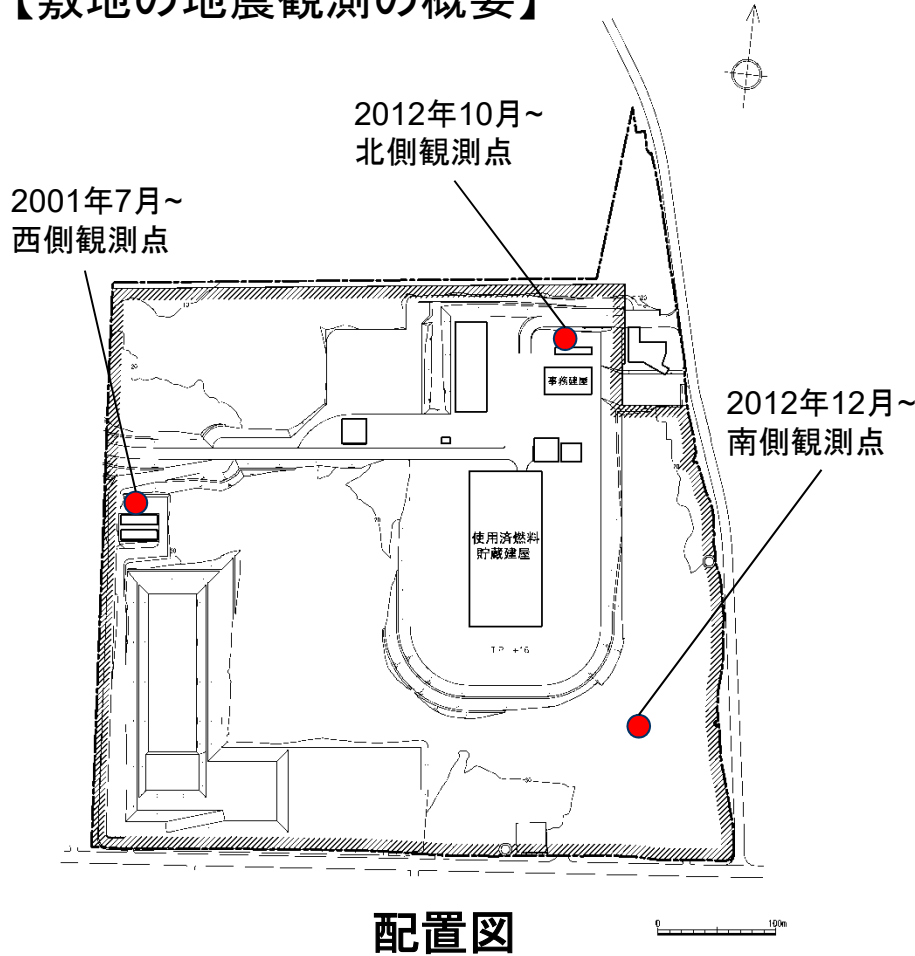 【敷地の地震観測の概要】
2012年10月~
北側観測点
2001年7月~
西側観測点
事務建屋
2012年12月~
南側観測点
使用済燃料
貯蔵建屋
T.P. +16
配置図
0 100m